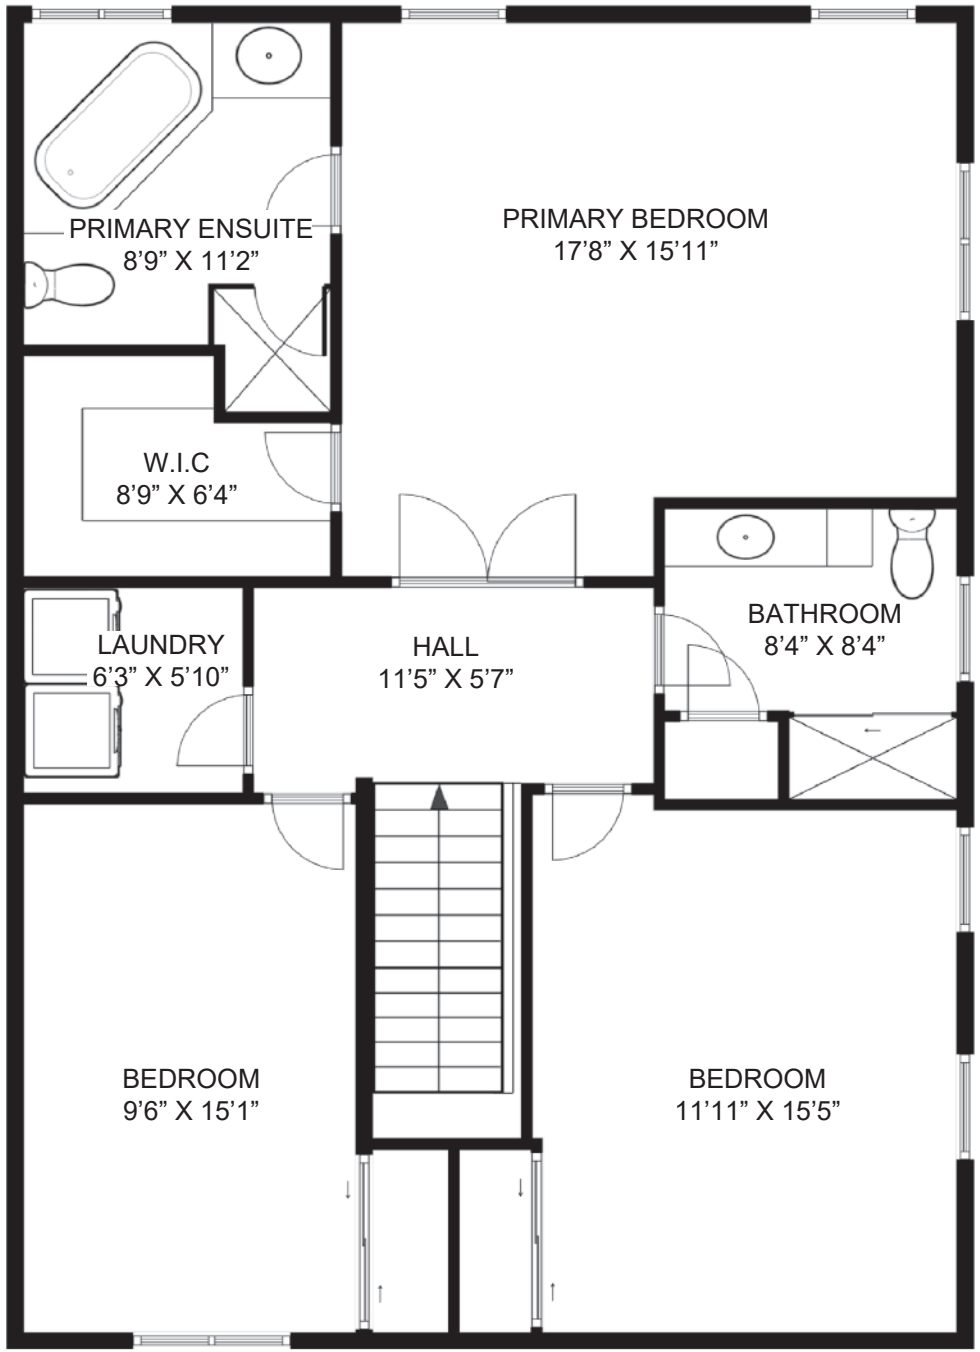 PRIMARY ENSUITE
8’9” X 11’2”
PRIMARY BEDROOM
17’8” X 15’11”
W.I.C
8’9” X 6’4”
LAUNDRY
6’3” X 5’10”
HALL
11’5” X 5’7”
BATHROOM
8’4” X 8’4”
BEDROOM
9’6” X 15’1”
BEDROOM
11’11” X 15’5”